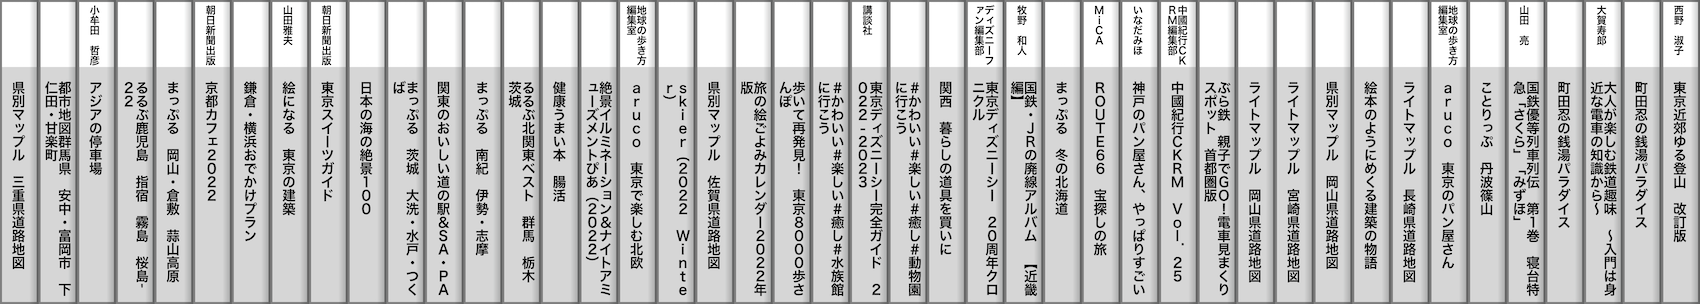 西野　淑子
東京近郊ゆる登山　改訂版
町田忍の銭湯パラダイス
大賀寿郎
大人が楽しむ鉄道趣味　～入門は身
近な電車の知識から～
町田忍の銭湯パラダイス
山田　亮
国鉄優等列車列伝　第１巻　寝台特
急「さくら」「みずほ」
ことりっぷ　丹波篠山
地球の歩き方
編集室
ａｒｕｃｏ　東京のパン屋さん
ライトマップル　長崎県道路地図
絵本のようにめくる建築の物語
県別マップル　岡山県道路地図
ライトマップル　宮崎県道路地図
ライトマップル　岡山県道路地図
ぶら鉄　親子でＧＯ！電車見まくり
スポット　首都圏版
中國紀行ＣＫ
ＲＭ編集部
中國紀行ＣＫＲＭ　Ｖｏｌ．２５
いなだみほ
神戸のパン屋さん、やっぱりすごい
ＭｉＣＡ
ＲＯＵＴＥ６６　宝探しの旅
まっぷる　冬の北海道
牧野　和人
国鉄・ＪＲの廃線アルバム　【近畿
編】
ディズニーフ
ァン編集部
東京ディズニーシー　２０周年クロ
ニクル
関西　暮らしの道具を買いに
＃かわいい＃楽しい＃癒し＃動物園
に行こう
講談社
東京ディズニーシー完全ガイド　２
０２２-２０２３
＃かわいい＃楽しい＃癒し＃水族館
に行こう
歩いて再発見！　東京８０００歩さ
んぽ
旅の絵ごよみカレンダー２０２２年
版
県別マップル　佐賀県道路地図
ｓｋｉｅｒ（２０２２　Ｗｉｎｔｅ
ｒ）
地球の歩き方
編集室
ａｒｕｃｏ　東京で楽しむ北欧
絶景イルミネーション＆ナイトアミ
ューズメントぴあ（２０２２）
健康うまい本　腸活
るるぶ北関東ベスト　群馬　栃木
茨城
まっぷる　南紀　伊勢・志摩
関東のおいしい道の駅＆ＳＡ・ＰＡ
まっぷる　茨城　大洗・水戸・つく
ば
日本の海の絶景１００
朝日新聞出版
東京スイーツガイド
山田雅夫
絵になる　東京の建築
鎌倉・横浜おでかけプラン
朝日新聞出版
京都カフェ２０２２
まっぷる　岡山・倉敷　蒜山高原
るるぶ鹿児島　指宿　霧島　桜島'
２２
小牟田　哲彦
アジアの停車場
都市地図群馬県　安中・富岡市　下
仁田・甘楽町
県別マップル　三重県道路地図